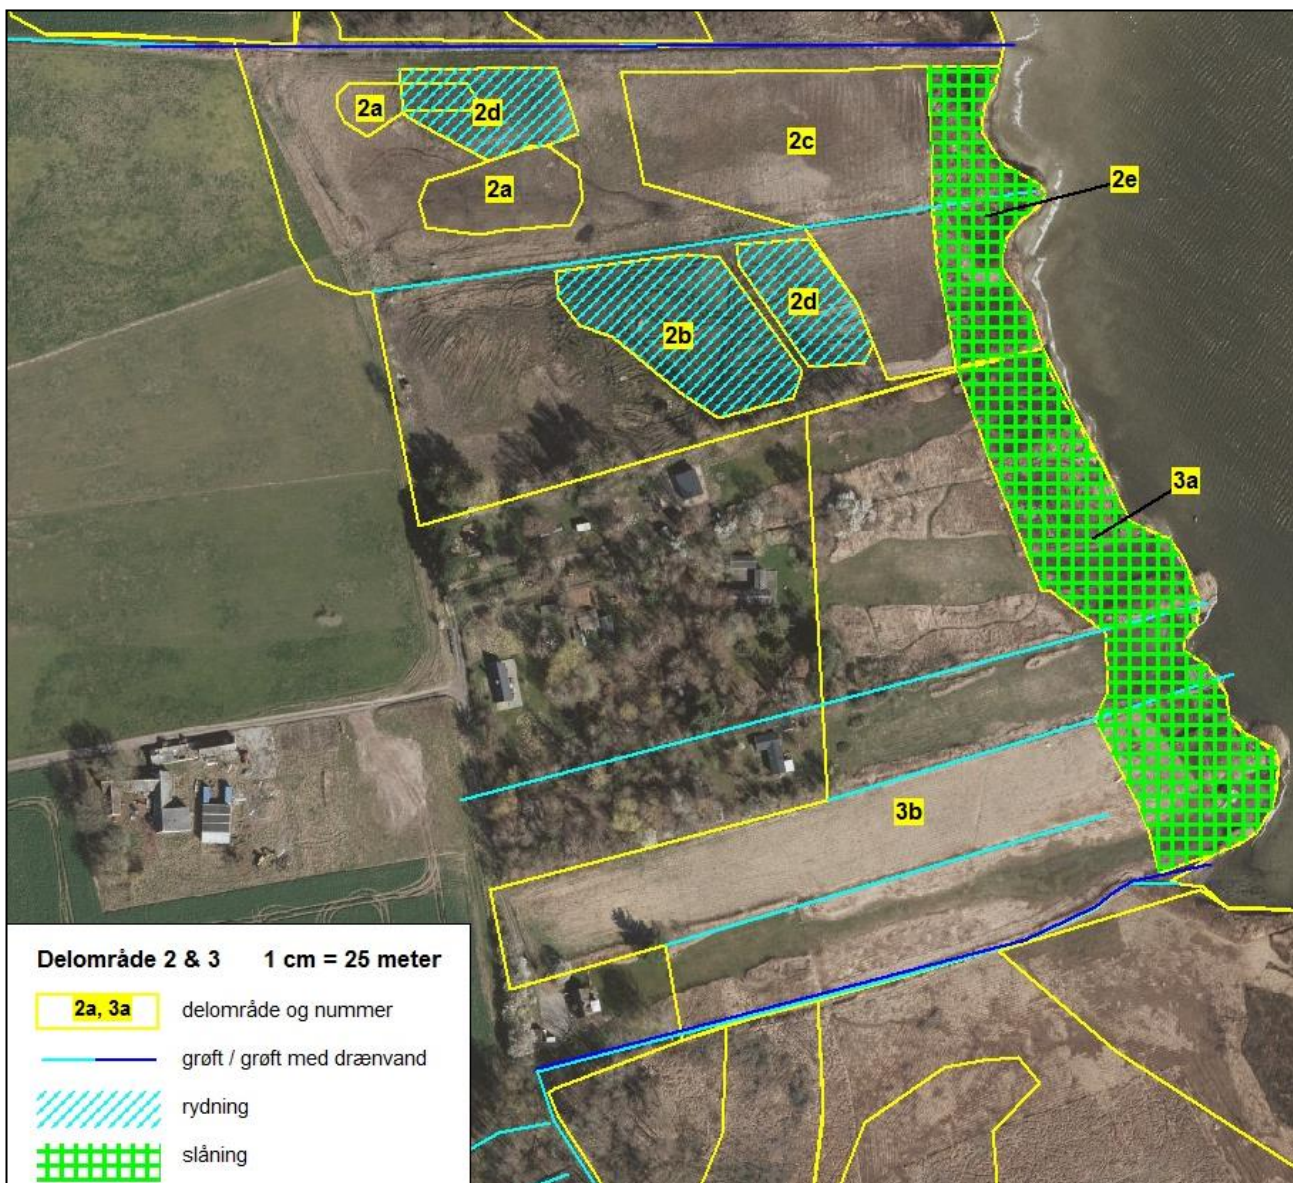 2a
2d
2c
2a
2e
2d
2b
3a
3b
Delområde 2 & 3 1 cm = 25 meter
2a, 3a delområde og nummer
grøft / grøft med drænvand
rydning
slåning